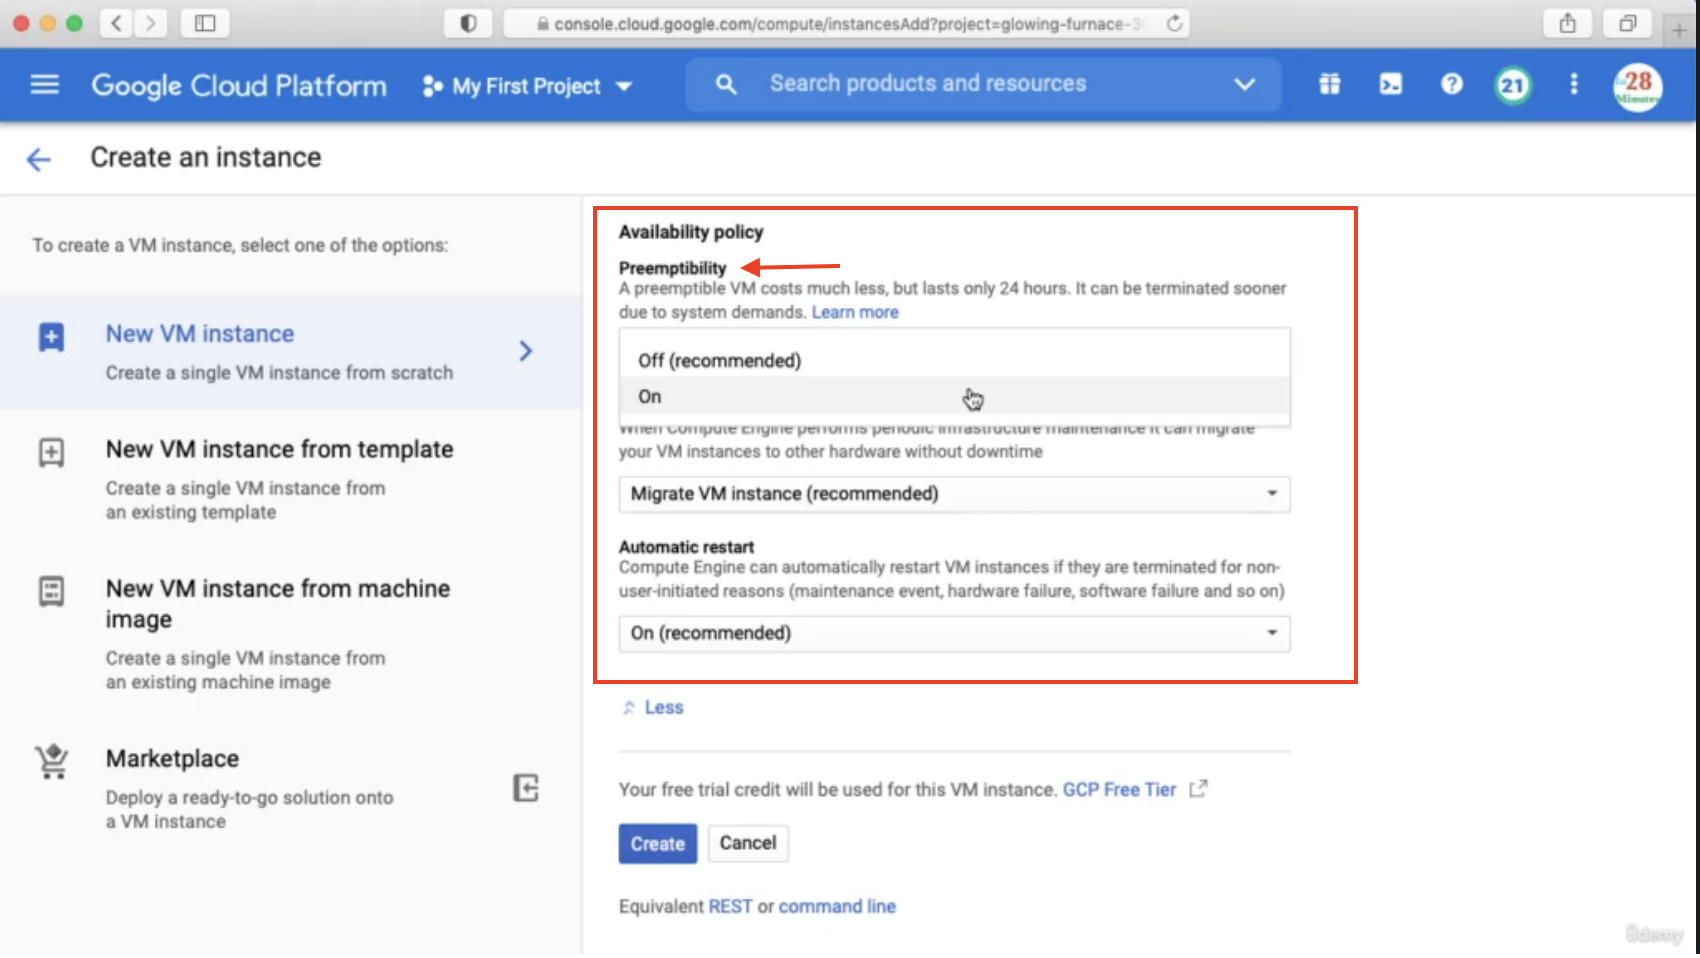 console.cloud.google.com/compute/instancesAdd?project=glowing-furnace-3
Google Cloud Platform
My First Project
Search products and resources
21
in 28 Minutes
Create an instance
To create a VM instance, select one of the options:
New VM instance
Create a single VM instance from scratch
New VM instance from template
Create a single VM instance from
an existing template
New VM instance from machine
image
Create a single VM instance from
an existing machine image
Marketplace
Deploy a ready-to-go solution onto
a VM instance
Availability policy
Preemptibility
A preemptible VM costs much less, but lasts only 24 hours. It can be terminated sooner
due to system demands. Learn more
Off (recommended)
On
When Compute Engine performs periodic infrastructure maintenance it can migrate
your VM instances to other hardware without downtime
Migrate VM instance (recommended)
Automatic restart
Compute Engine can automatically restart VM instances if they are terminated for non-
user-initiated reasons (maintenance event, hardware failure, software failure and so on)
On (recommended)
Less
Your free trial credit will be used for this VM instance. GCP Free Tier
Create
Cancel
Equivalent REST or command line
Udemy